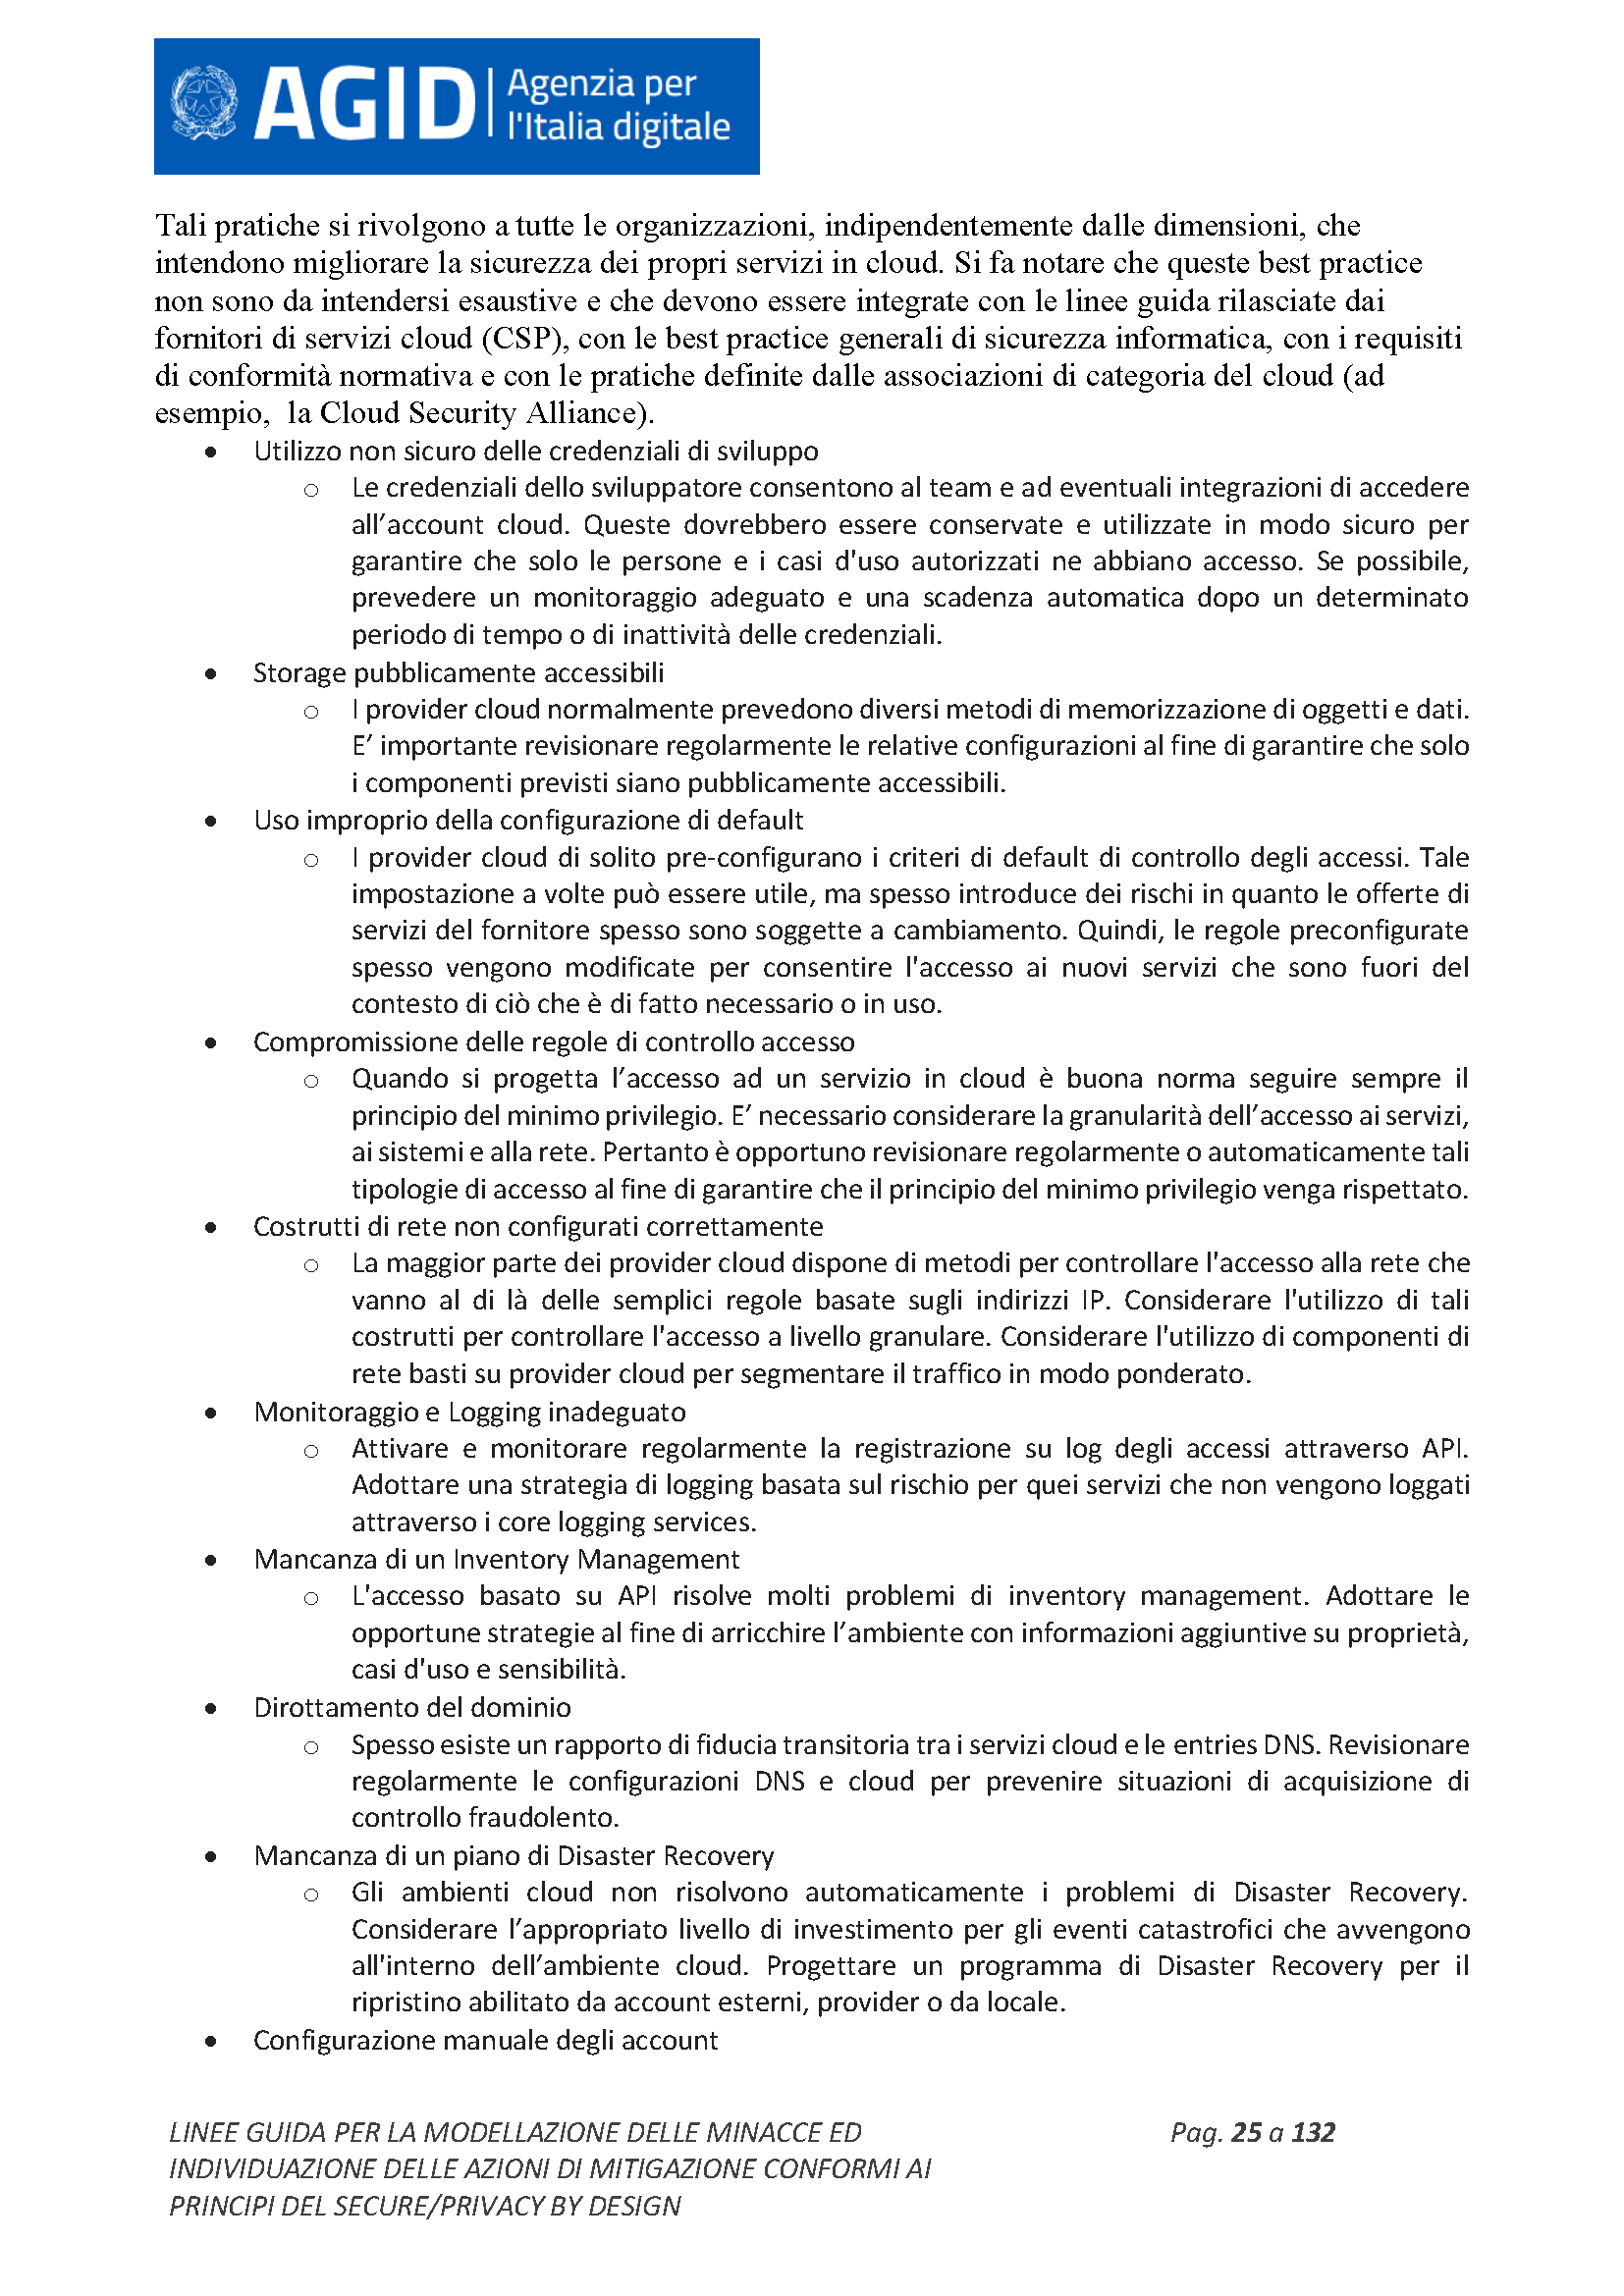 AGID Agenzia per
l'Italia digitale
Tali pratiche si rivolgono a tutte le organizzazioni, indipendentemente dalle dimensioni, che
intendono migliorare la sicurezza dei propri servizi in cloud. Si fa notare che queste best practice
non sono da intendersi esaustive e che devono essere integrate con le linee guida rilasciate dai
fornitori di servizi cloud (CSP), con le best practice generali di sicurezza informatica, con i requisiti
di conformità normativa e con le pratiche definite dalle associazioni di categoria del cloud (ad
esempio,  la Cloud Security Alliance).
• Utilizzo non sicuro delle credenziali di sviluppo
o Le credenziali dello sviluppatore consentono al team e ad eventuali integrazioni di accedere
all’account cloud. Queste dovrebbero essere conservate e utilizzate in modo sicuro per
garantire che solo le persone e i casi d'uso autorizzati ne abbiano accesso. Se possibile,
prevedere un monitoraggio adeguato e una scadenza automatica dopo un determinato
periodo di tempo o di inattività delle credenziali.
• Storage pubblicamente accessibili
o I provider cloud normalmente prevedono diversi metodi di memorizzazione di oggetti e dati.
E’ importante revisionare regolarmente le relative configurazioni al fine di garantire che solo
i componenti previsti siano pubblicamente accessibili.
• Uso improprio della configurazione di default
o I provider cloud di solito pre-configurano i criteri di default di controllo degli accessi. Tale
impostazione a volte può essere utile, ma spesso introduce dei rischi in quanto le offerte di
servizi del fornitore spesso sono soggette a cambiamento. Quindi, le regole preconfigurate
spesso vengono modificate per consentire l'accesso ai nuovi servizi che sono fuori del
contesto di ciò che è di fatto necessario o in uso.
• Compromissione delle regole di controllo accesso
o Quando si progetta l’accesso ad un servizio in cloud è buona norma seguire sempre il
principio del minimo privilegio. E’ necessario considerare la granularità dell’accesso ai servizi,
ai sistemi e alla rete. Pertanto è opportuno revisionare regolarmente o automaticamente tali
tipologie di accesso al fine di garantire che il principio del minimo privilegio venga rispettato.
• Costrutti di rete non configurati correttamente
o La maggior parte dei provider cloud dispone di metodi per controllare l'accesso alla rete che
vanno al di là delle semplici regole basate sugli indirizzi IP. Considerare l'utilizzo di tali
costrutti per controllare l'accesso a livello granulare. Considerare l'utilizzo di componenti di
rete basti su provider cloud per segmentare il traffico in modo ponderato.
• Monitoraggio e Logging inadeguato
o Attivare e monitorare regolarmente la registrazione su log degli accessi attraverso API.
Adottare una strategia di logging basata sul rischio per quei servizi che non vengono loggati
attraverso i core logging services.
• Mancanza di un Inventory Management
o L'accesso basato su API risolve molti problemi di inventory management. Adottare le
opportune strategie al fine di arricchire l’ambiente con informazioni aggiuntive su proprietà,
casi d'uso e sensibilità.
• Dirottamento del dominio
o Spesso esiste un rapporto di fiducia transitoria tra i servizi cloud e le entries DNS. Revisionare
regolarmente le configurazioni DNS e cloud per prevenire situazioni di acquisizione di
controllo fraudolento.
• Mancanza di un piano di Disaster Recovery
o Gli ambienti cloud non risolvono automaticamente i problemi di Disaster Recovery.
Considerare l’appropriato livello di investimento per gli eventi catastrofici che avvengono
all'interno dell’ambiente cloud. Progettare un programma di Disaster Recovery per il
ripristino abilitato da account esterni, provider o da locale.
• Configurazione manuale degli account
LINEE GUIDA PER LA MODELLAZIONE DELLE MINACCE ED Pag. 25 a 132
INDIVIDUAZIONE DELLE AZIONI DI MITIGAZIONE CONFORMI AI
PRINCIPI DEL SECURE/PRIVACY BY DESIGN